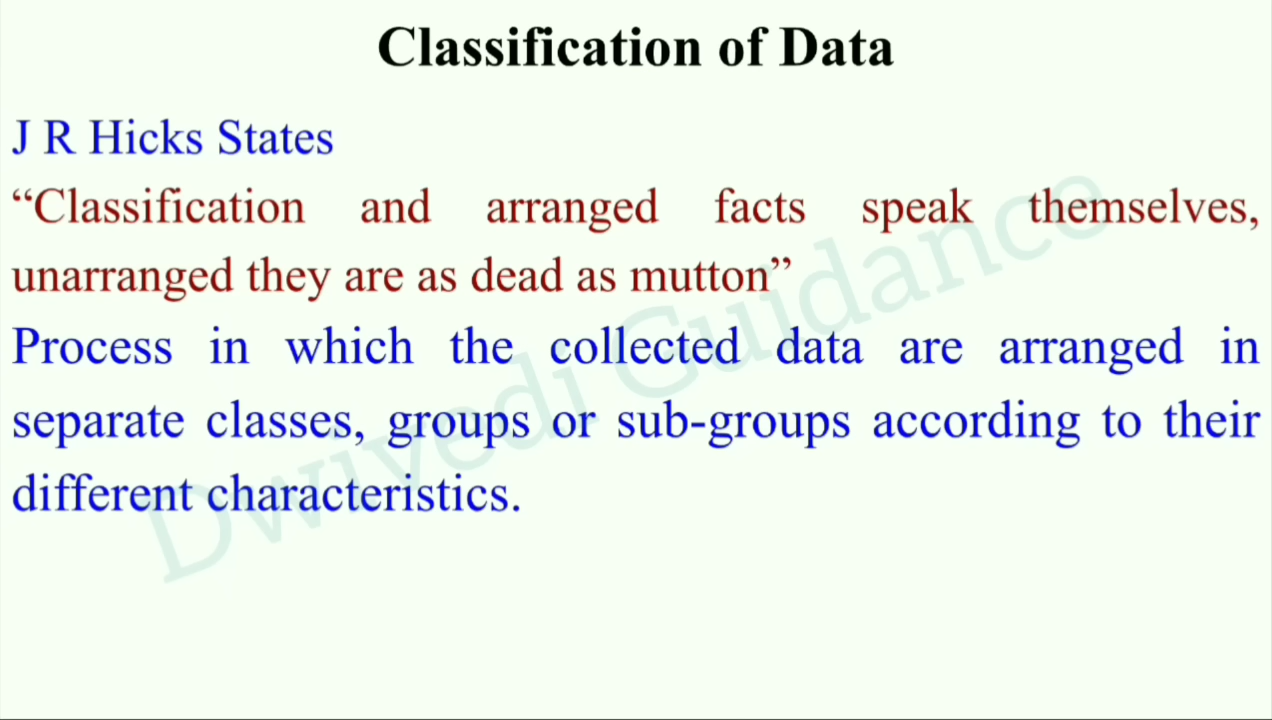 Classification of Data
J R Hicks States
“Classification and arranged facts speak themselves,
unarranged they are as dead as mutton”
Process in which the collected data are arranged in
separate classes, groups or sub-groups according to their
different characteristics.
Dwivedi Guidance